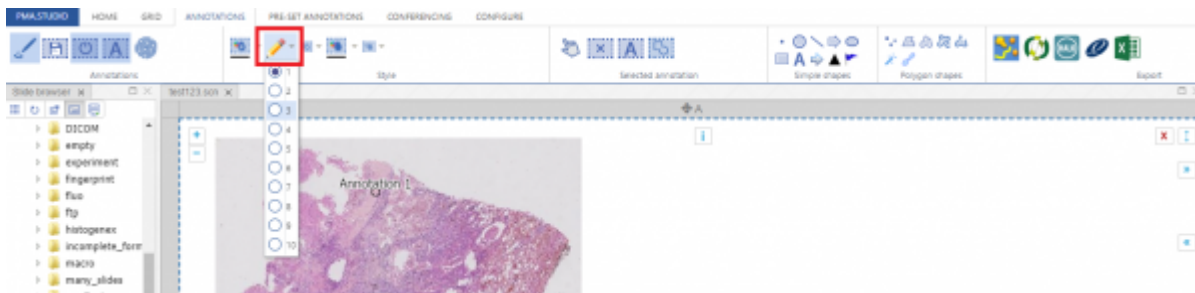 PMA.STUDIO HOME GRID ANNOTATIONS PRE-SET ANNOTATIONS CONFERENCING CONFIGURE
Annotations Style Selected annotation Simple shapes Polygon shapes Export
Slide browser x test123.scn x
A
DICOM
empty
experiment
fingerprint
fluo
ftp
histogenex
incomplete_form
macro
many_slides
1
2
3
4
5
6
7
8
9
10
Annotation 1